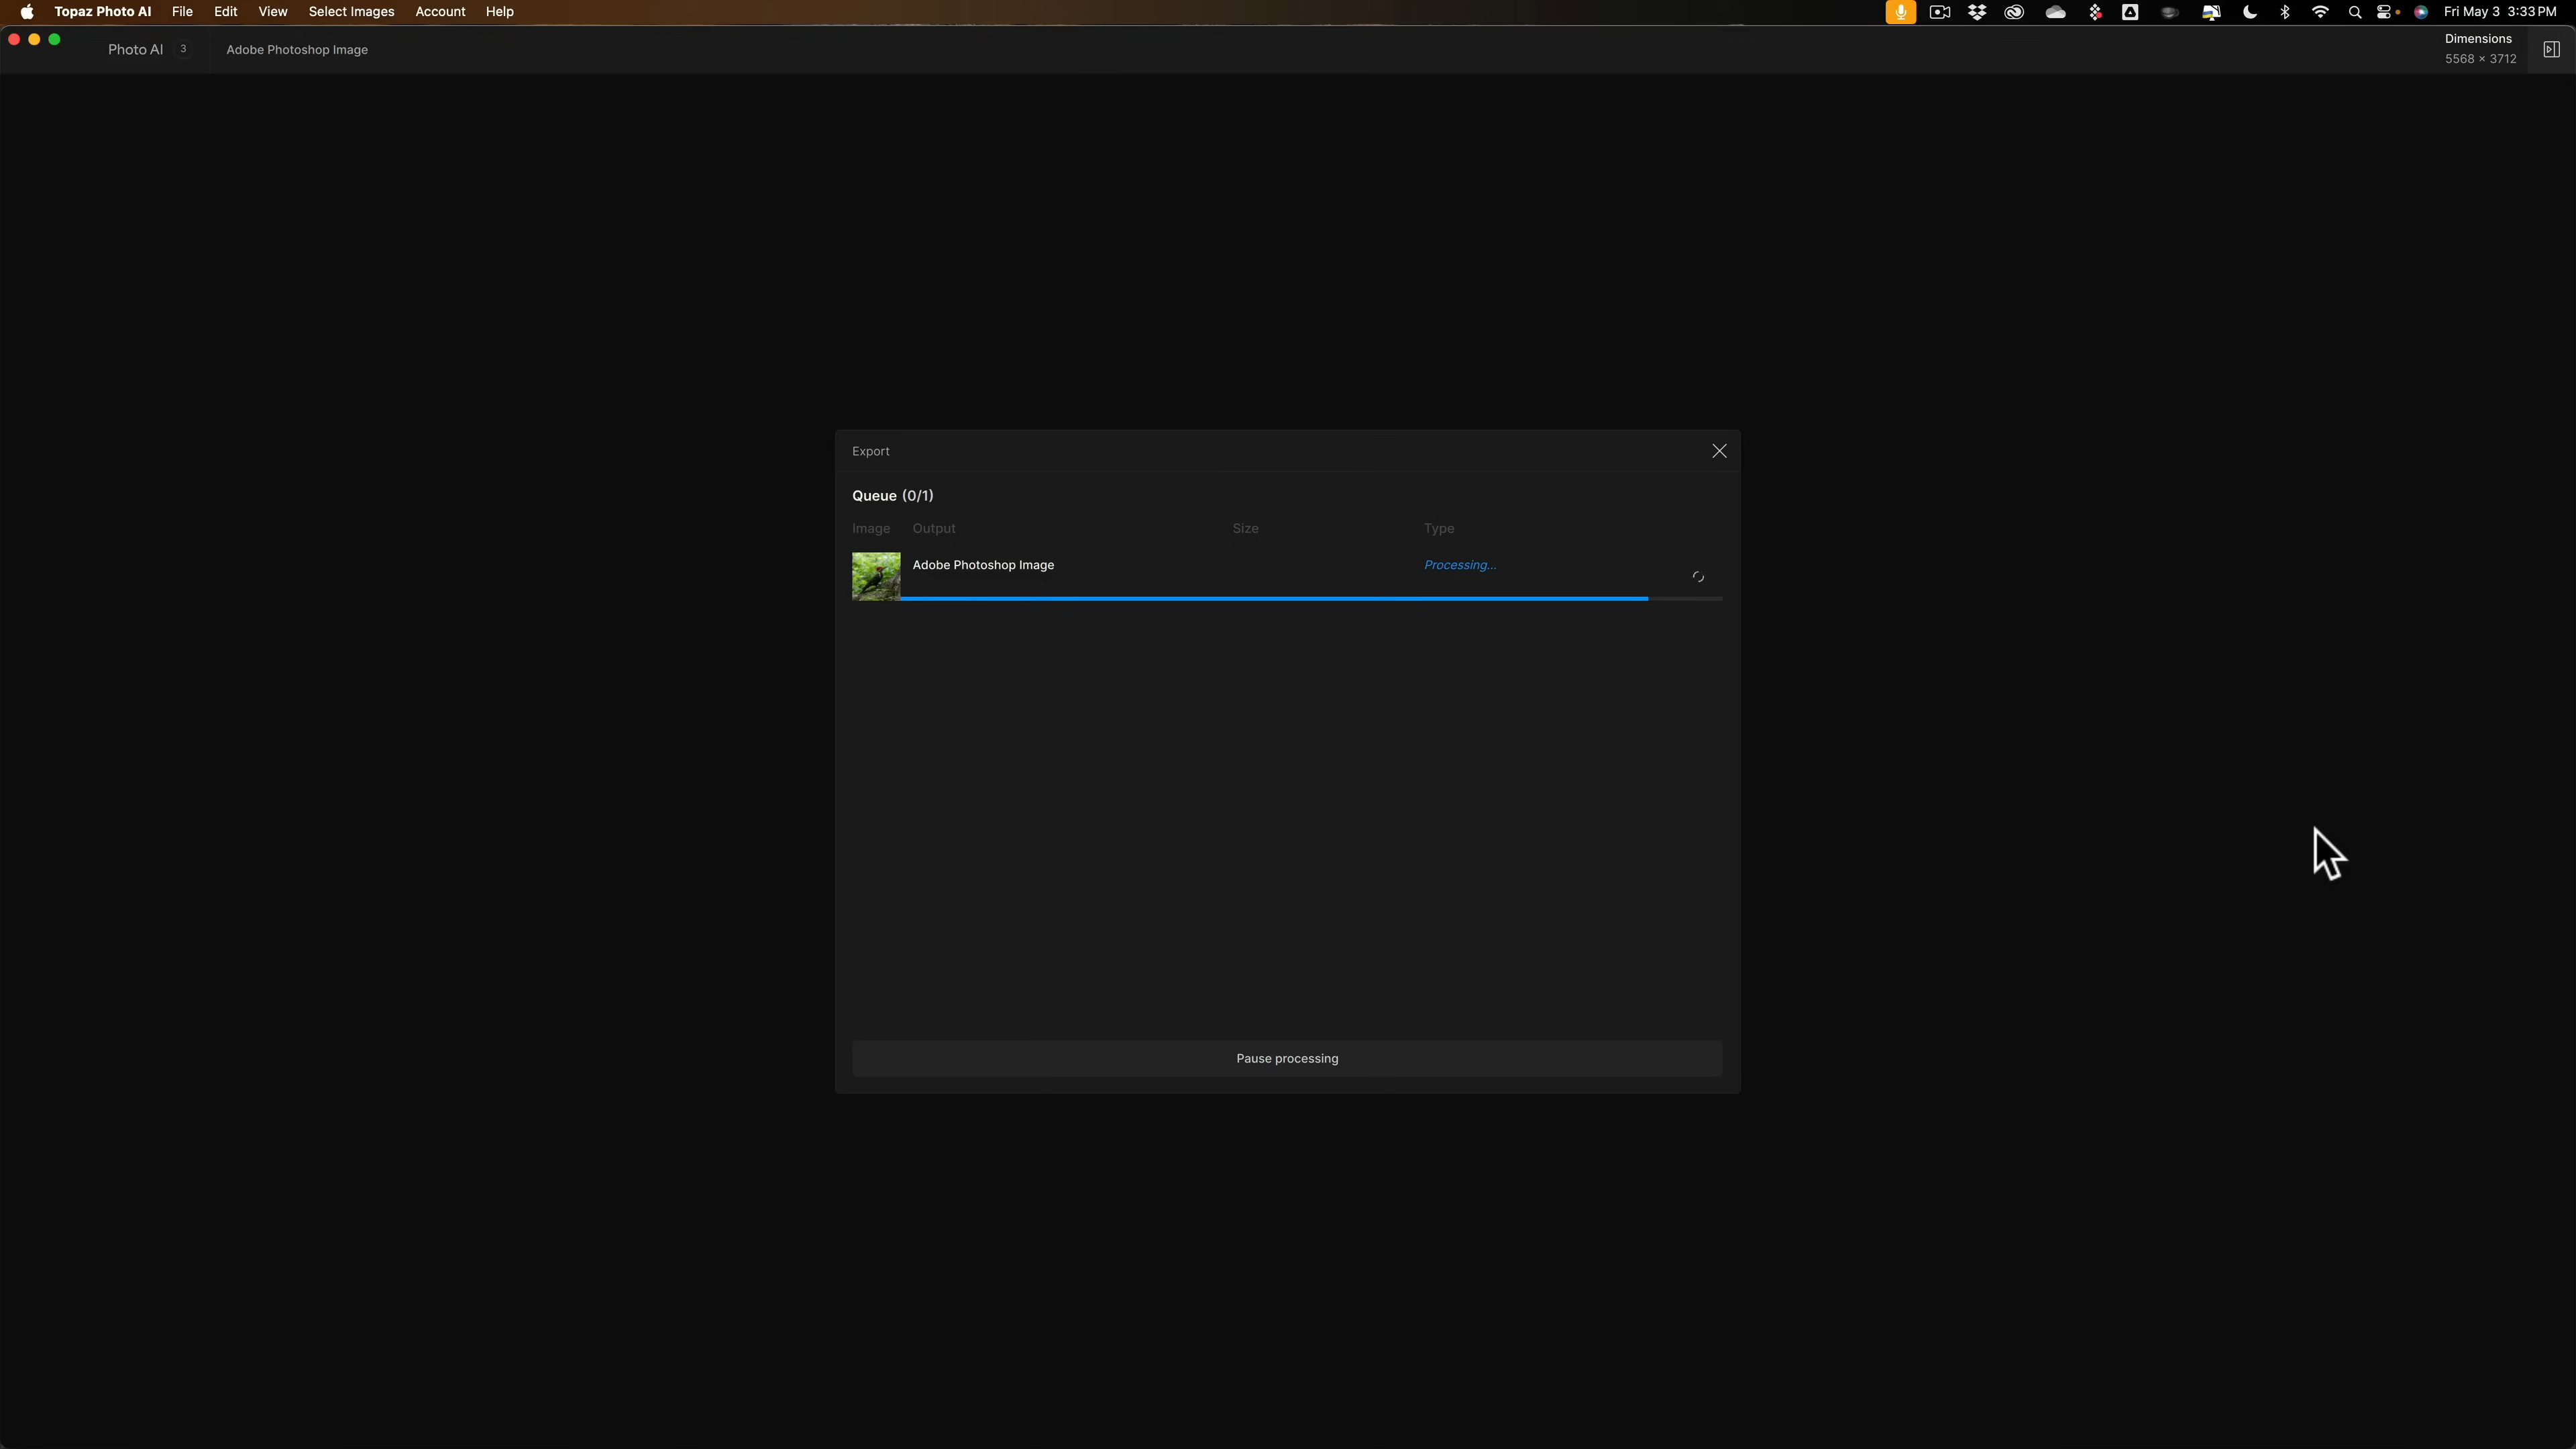 Topaz Photo AI File Edit View Select Images Account Help Fri May 3 3:33 PM
Photo AI 3 Adobe Photoshop Image
Dimensions
5568 × 3712
Export
Queue (0/1)
Image Output Size Type
Adobe Photoshop Image Processing...
Pause processing